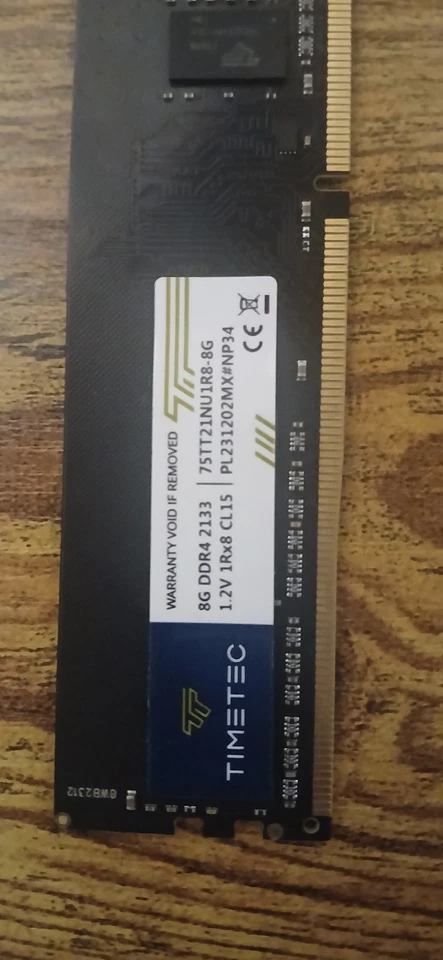 WARRANTY VOID IF REMOVED
8G DDR4 2133 | 75TT21NU1R8-8G
1.2V 1Rx8 CL15 | PL231202MX#NP34
CE
TIMETEC
8WB2312